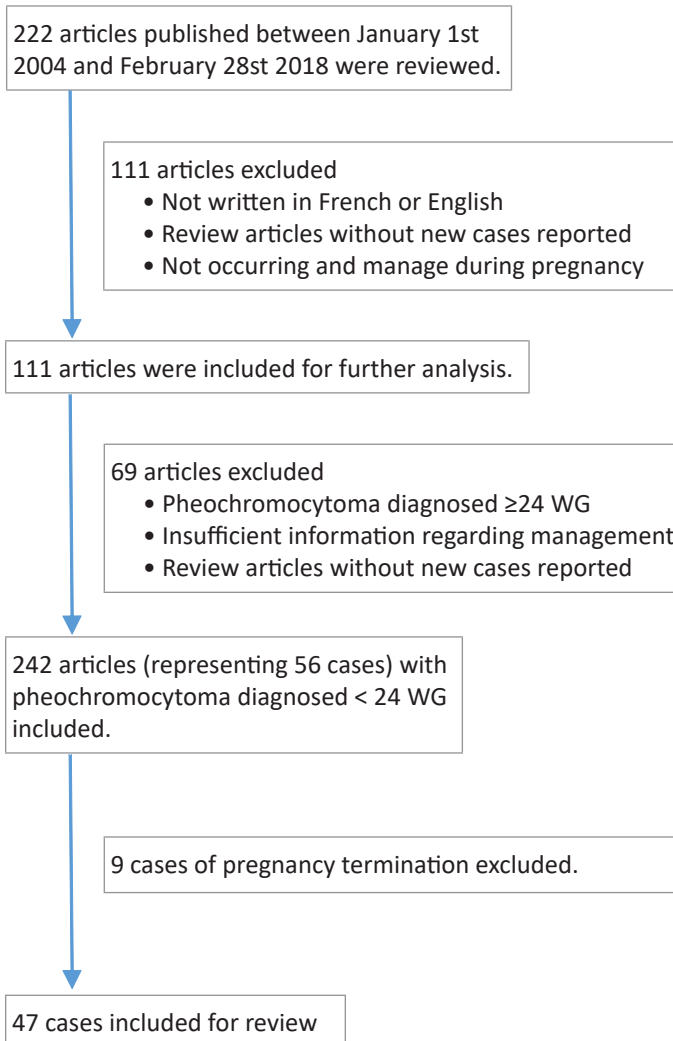 222 articles published between January 1st
2004 and February 28st 2018 were reviewed.
111 articles excluded
• Not written in French or English
• Review articles without new cases reported
• Not occurring and manage during pregnancy
111 articles were included for further analysis.
69 articles excluded
• Pheochromocytoma diagnosed ≥24 WG
• Insufficient information regarding management
• Review articles without new cases reported
242 articles (representing 56 cases) with
pheochromocytoma diagnosed < 24 WG
included.
9 cases of pregnancy termination excluded.
47 cases included for review